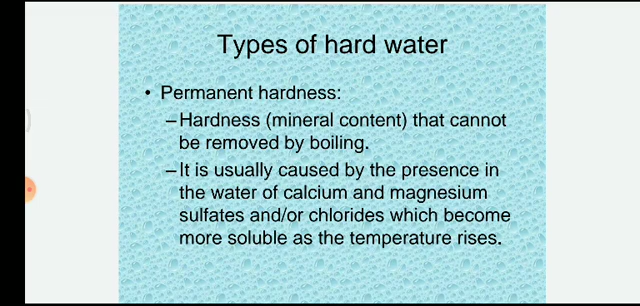 Types of hard water
• Permanent hardness:
–Hardness (mineral content) that cannot
be removed by boiling.
–It is usually caused by the presence in
the water of calcium and magnesium
sulfates and/or chlorides which become
more soluble as the temperature rises.